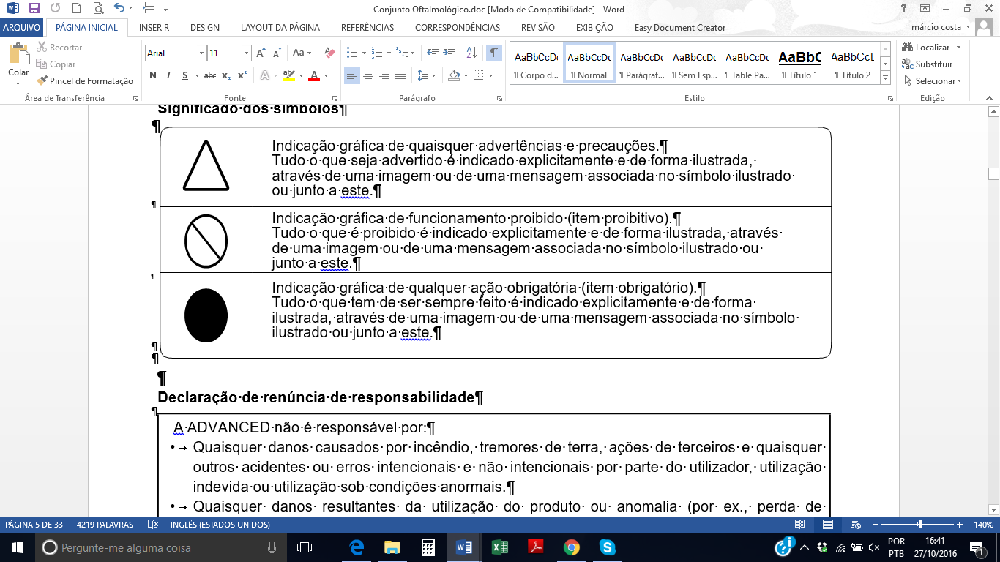 Conjunto Oftalmológico.doc [Modo de Compatibilidade] - Word
ARQUIVO PÁGINA INICIAL INSERIR DESIGN LAYOUT DA PÁGINA REFERÊNCIAS CORRESPONDÊNCIAS REVISÃO EXIBIÇÃO Easy Document Creator márcio costa
Colar
Recortar
Copiar
Pincel de Formatação
Área de Transferência
Arial 11
Aa
N I S abc x₂ x²
Fonte
Parágrafo
AaBbCcDc AaBbCcDc AaBbCcDc AaBbCcDc AaBbCcDc AaBbC AaBbCcD
¶ Corpo d... ¶ Normal ¶ Parágraf... ¶ Sem Esp... ¶ Table Pa... ¶ Título 1 ¶ Título 2
Estilo
Localizar
Substituir
Selecionar
Edição
Significado dos símbolos¶
Indicação gráfica de quaisquer advertências e precauções.¶
Tudo o que seja advertido é indicado explicitamente e de forma ilustrada,
através de uma imagem ou de uma mensagem associada no símbolo ilustrado
ou junto a este.¶
Indicação gráfica de funcionamento proibido (item proibitivo).¶
Tudo o que é proibido é indicado explicitamente e de forma ilustrada, através
de uma imagem ou de uma mensagem associada no símbolo ilustrado ou
junto a este.¶
Indicação gráfica de qualquer ação obrigatória (item obrigatório).¶
Tudo o que tem de ser sempre feito é indicado explicitamente e de forma
ilustrada, através de uma imagem ou de uma mensagem associada no símbolo
ilustrado ou junto a este.¶
Declaração de renúncia de responsabilidade¶
A ADVANCED não é responsável por:¶
• Quaisquer danos causados por incêndio, tremores de terra, ações de terceiros e quaisquer
outros acidentes ou erros intencionais e não intencionais por parte do utilizador, utilização
indevida ou utilização sob condições anormais.¶
• Quaisquer danos resultantes da utilização do produto ou anomalia (por ex., perda de
PÁGINA 5 DE 33 4219 PALAVRAS INGLÊS (ESTADOS UNIDOS) 140%
Pergunte-me alguma coisa
POR
PTB
16:41
27/10/2016